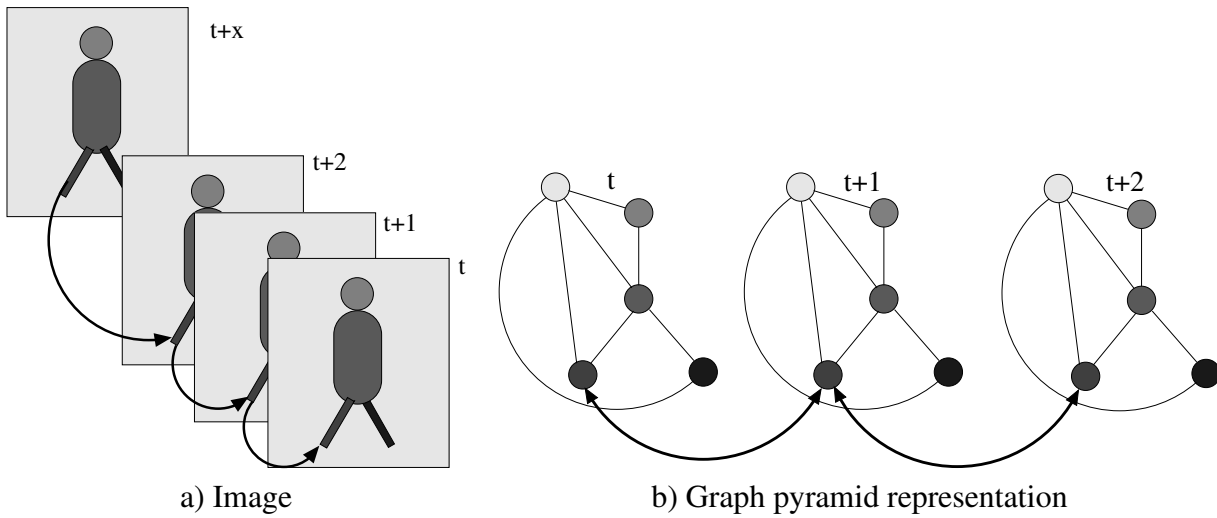 t+x
t+2
t+1
t
t
t+1
t+2
a) Image
b) Graph pyramid representation